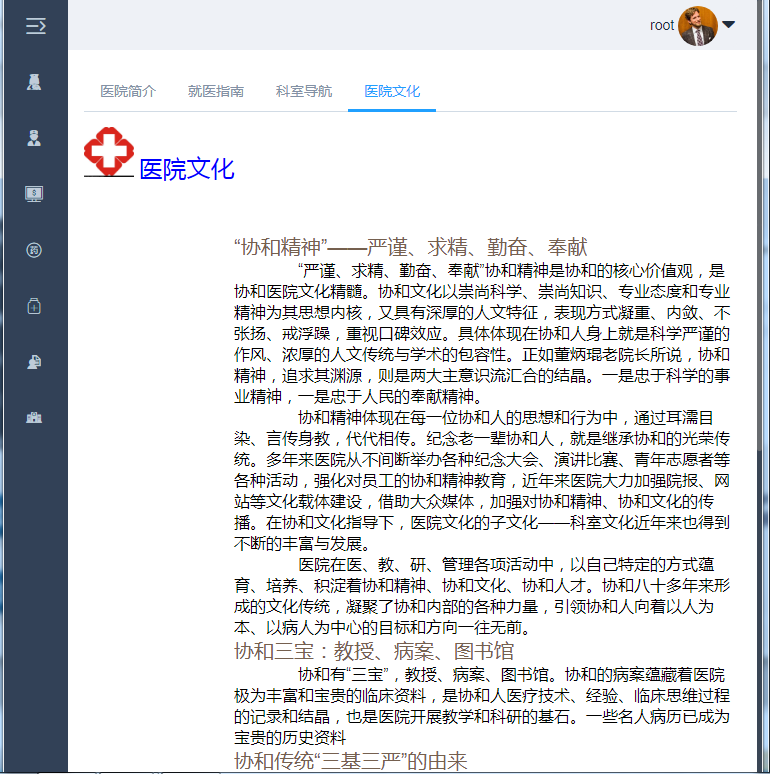 root
医院简介 就医指南 科室导航 医院文化
医院文化
“协和精神”——严谨、求精、勤奋、奉献
“严谨、求精、勤奋、奉献”协和精神是协和的核心价值观，是
协和医院文化精髓。协和文化以崇尚科学、崇尚知识、专业态度和专业
精神为其思想内核，又具有深厚的人文特征，表现方式凝重、内敛、不
张扬、戒浮躁，重视口碑效应。具体体现在协和人身上就是科学严谨的
作风、浓厚的人文传统与学术的包容性。正如董炳琨老院长所说，协和
精神，追求其渊源，则是两大主意识流汇合的结晶。一是忠于科学的事
业精神，一是忠于人民的奉献精神。
协和精神体现在每一位协和人的思想和行为中，通过耳濡目
染、言传身教，代代相传。纪念老一辈协和人，就是继承协和的光荣传
统。多年来医院从不间断举办各种纪念大会、演讲比赛、青年志愿者等
各种活动，强化对员工的协和精神教育，近年来医院大力加强院报、网
站等文化载体建设，借助大众媒体，加强对协和精神、协和文化的传
播。在协和文化指导下，医院文化的子文化——科室文化近年来也得到
不断的丰富与发展。
医院在医、教、研、管理各项活动中，以自己特定的方式蕴
育、培养、积淀着协和精神、协和文化、协和人才。协和八十多年来形
成的文化传统，凝聚了协和内部的各种力量，引领协和人向着以人为
本、以病人为中心的目标和方向一往无前。
协和三宝：教授、病案、图书馆
协和有“三宝”，教授、病案、图书馆。协和的病案蕴藏着医院
极为丰富和宝贵的临床资料，是协和人医疗技术、经验、临床思维过程
的记录和结晶，也是医院开展教学和科研的基石。一些名人病历已成为
宝贵的历史资料
协和传统“三基三严”的由来